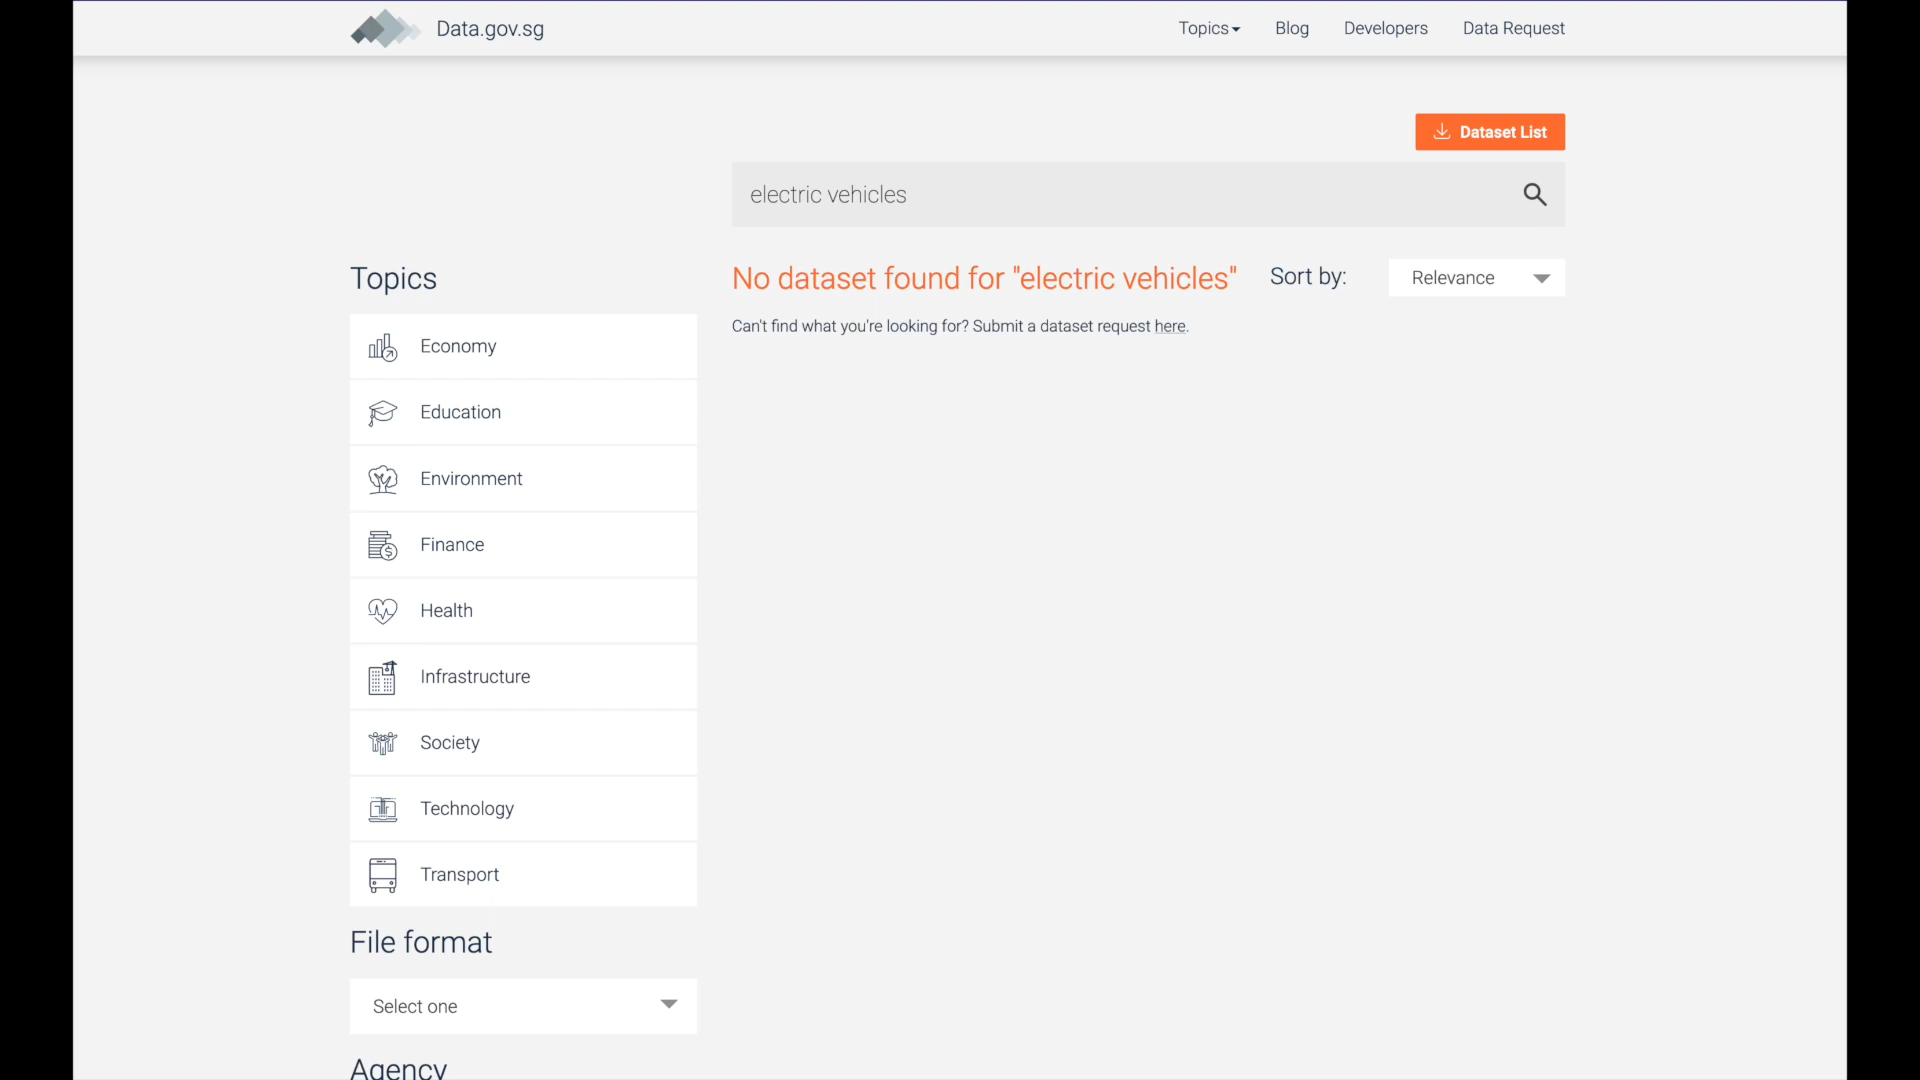 Data.gov.sg
Topics
Blog
Developers
Data Request
Dataset List
electric vehicles
Topics
Economy
Education
Environment
Finance
Health
Infrastructure
Society
Technology
Transport
File format
Select one
Agency
No dataset found for "electric vehicles"
Sort by:
Relevance
Can't find what you're looking for? Submit a dataset request here.